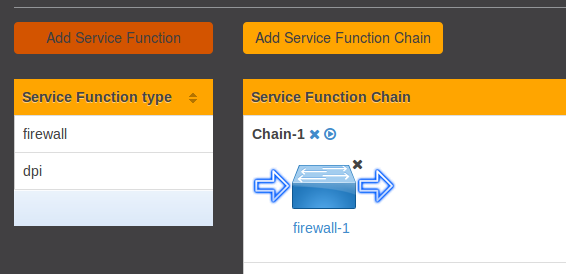 Add Service Function
Add Service Function Chain
Service Function type
firewall
dpi
Service Function Chain
Chain-1
firewall-1